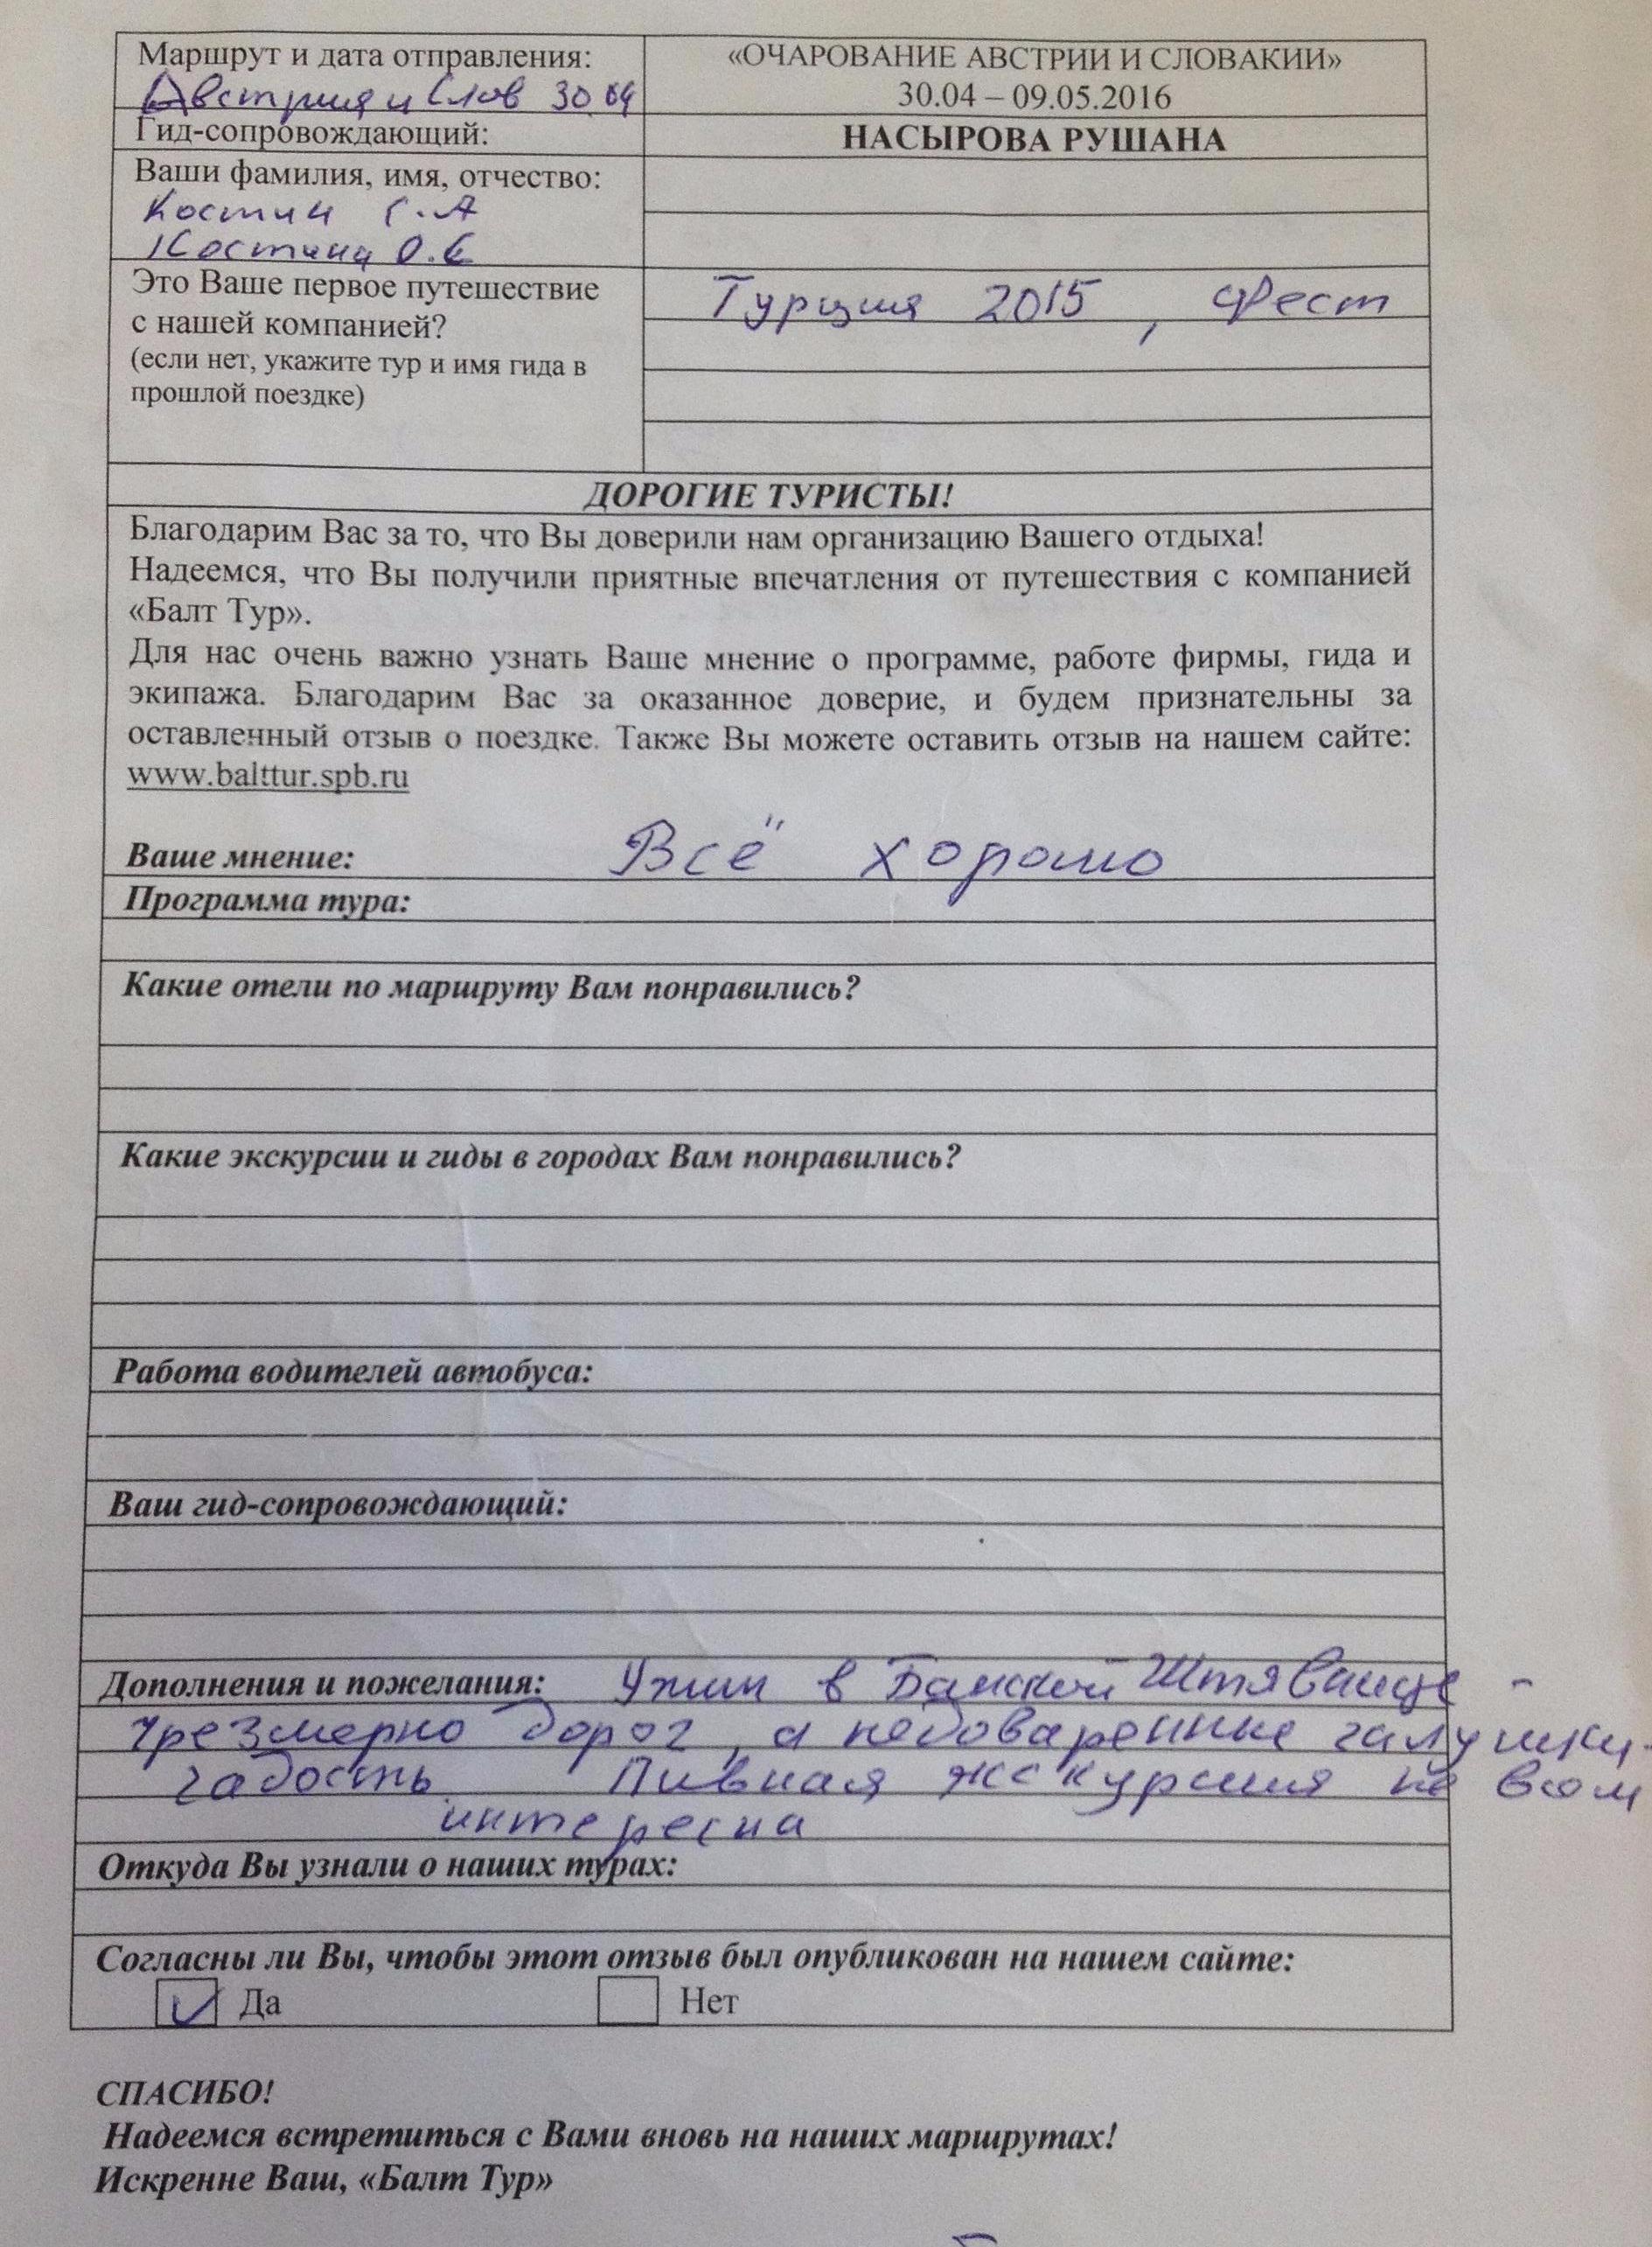 Маршрут и дата отправления:
Австрия и Слов 30.04
«ОЧАРОВАНИЕ АВСТРИИ И СЛОВАКИИ»
30.04 – 09.05.2016
Гид-сопровождающий:
НАСЫРОВА РУШАНА
Ваши фамилия, имя, отчество:
Костин С.А
Костина О.Е
Это Ваше первое путешествие
с нашей компанией?
(если нет, укажите тур и имя гида в
прошлой поездке)
Турция 2015, Фест
ДОРОГИЕ ТУРИСТЫ!
Благодарим Вас за то, что Вы доверили нам организацию Вашего отдыха!
Надеемся, что Вы получили приятные впечатления от путешествия с компанией
«Балт Тур».
Для нас очень важно узнать Ваше мнение о программе, работе фирмы, гида и
экипажа. Благодарим Вас за оказанное доверие, и будем признательны за
оставленный отзыв о поездке. Также Вы можете оставить отзыв на нашем сайте:
www.balttur.spb.ru
Ваше мнение: Всё хорошо
Программа тура:
Какие отели по маршруту Вам понравились?
Какие экскурсии и гиды в городах Вам понравились?
Работа водителей автобуса:
Ваш гид-сопровождающий:
Дополнения и пожелания: Ужин в Банской Штявнице -
чрезмерно дорог, а недоваренные галушки-
гадость. Пивная экскурсия не всем
интересна
Откуда Вы узнали о наших турах:
Согласны ли Вы, чтобы этот отзыв был опубликован на нашем сайте:
Да Нет
СПАСИБО!
Надеемся встретиться с Вами вновь на наших маршрутах!
Искренне Ваш, «Балт Тур»